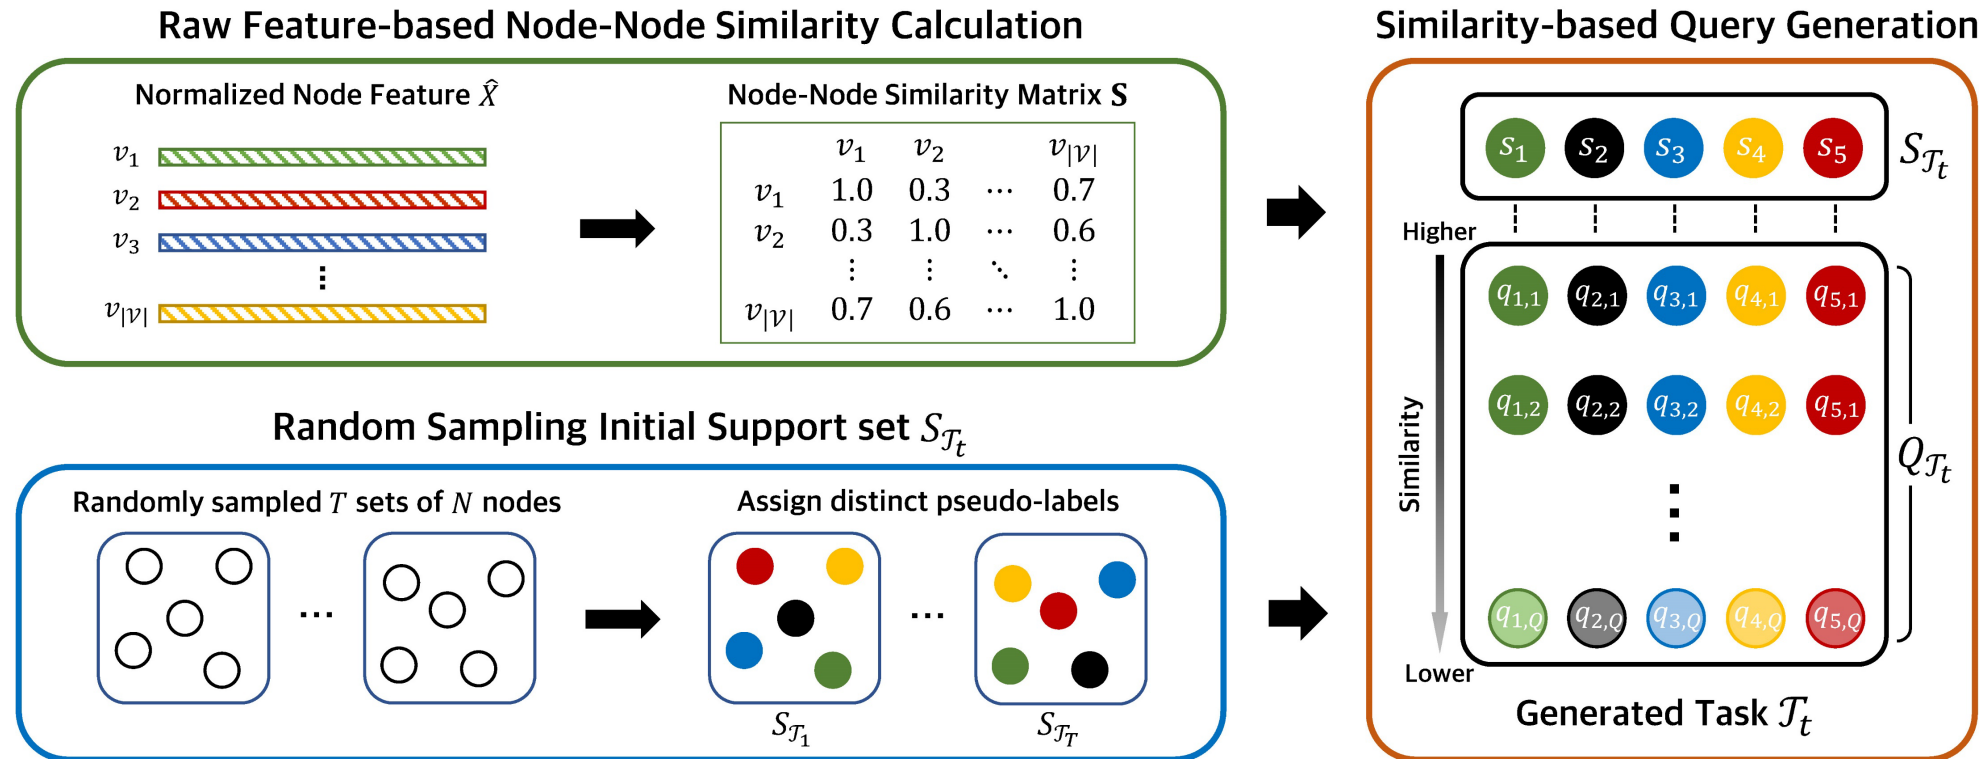 Raw Feature-based Node-Node Similarity Calculation
Normalized Node Feature X̂
v₁
v₂
v₃
⋮
v|𝒱|
Node-Node Similarity Matrix S
v₁ v₂ v|𝒱|
v₁ 1.0 0.3 ⋯ 0.7
v₂ 0.3 1.0 ⋯ 0.6
⋮ ⋮ ⋱ ⋮
v|𝒱| 0.7 0.6 ⋯ 1.0
Random Sampling Initial Support set S𝒯ₜ
Randomly sampled T sets of N nodes
...
Assign distinct pseudo-labels
...
S𝒯₁
S𝒯T
Similarity-based Query Generation
s₁ s₂ s₃ s₄ s₅
S𝒯ₜ
Higher
Similarity
Lower
q₁,₁ q₂,₁ q₃,₁ q₄,₁ q₅,₁
q₁,₂ q₂,₂ q₃,₂ q₄,₂ q₅,₁
⋮
q₁,Q q₂,Q q₃,Q q₄,Q q₅,Q
Q𝒯ₜ
Generated Task 𝒯ₜ